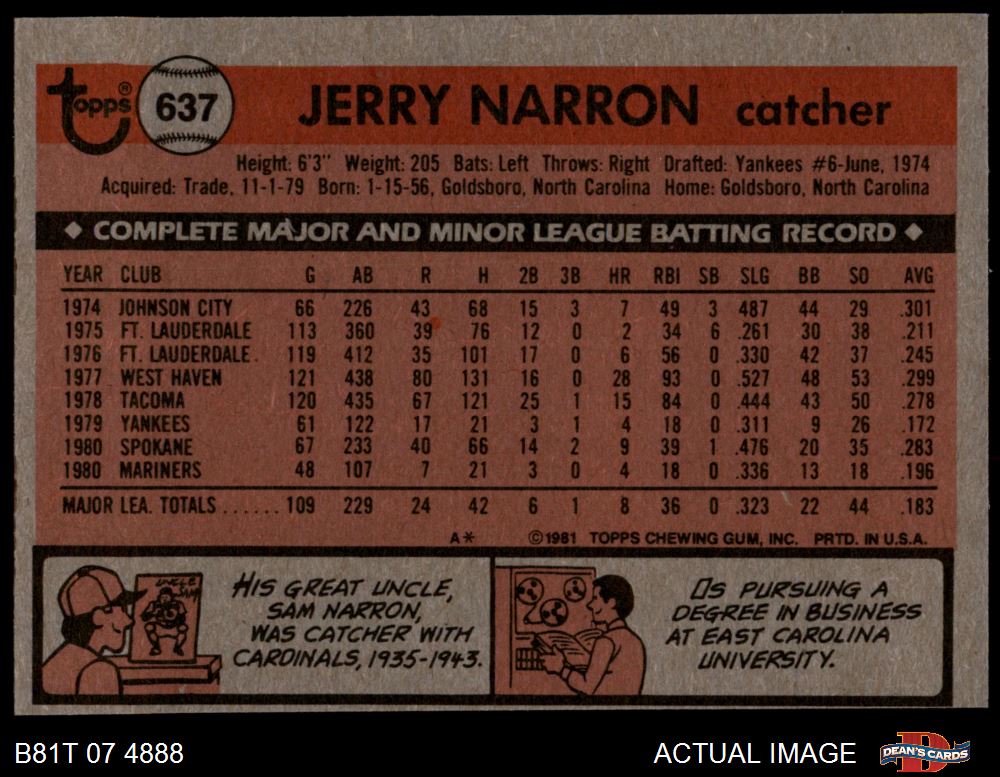 Topps® 637 JERRY NARRON catcher
Height: 6'3" Weight: 205 Bats: Left Throws: Right Drafted: Yankees #6-June, 1974
Acquired: Trade, 11-1-79 Born: 1-15-56, Goldsboro, North Carolina Home: Goldsboro, North Carolina
◆ COMPLETE MAJOR AND MINOR LEAGUE BATTING RECORD ◆
YEAR CLUB G AB R H 2B 3B HR RBI SB SLG BB SO AVG
1974 JOHNSON CITY 66 226 43 68 15 3 7 49 3 .487 44 29 .301
1975 FT. LAUDERDALE 113 360 39 76 12 0 2 34 6 .261 30 38 .211
1976 FT. LAUDERDALE. 119 412 35 101 17 0 6 56 0 .330 42 37 .245
1977 WEST HAVEN 121 438 80 131 16 0 28 93 0 .527 48 53 .299
1978 TACOMA 120 435 67 121 25 1 15 84 0 .444 43 50 .278
1979 YANKEES 61 122 17 21 3 1 4 18 0 .311 9 26 .172
1980 SPOKANE 67 233 40 66 14 2 9 39 1 .476 20 35 .283
1980 MARINERS 48 107 7 21 3 0 4 18 0 .336 13 18 .196
MAJOR LEA. TOTALS ...... 109 229 24 42 6 1 8 36 0 .323 22 44 .183
A* ©1981 TOPPS CHEWING GUM, INC. PRTD. IN U.S.A.
UNCLE
SAM
HIS GREAT UNCLE,
SAM NARRON,
WAS CATCHER WITH
CARDINALS, 1935-1943.
IS PURSUING A
DEGREE IN BUSINESS
AT EAST CAROLINA
UNIVERSITY.
B81T 07 4888 ACTUAL IMAGE DEAN'S CARDS